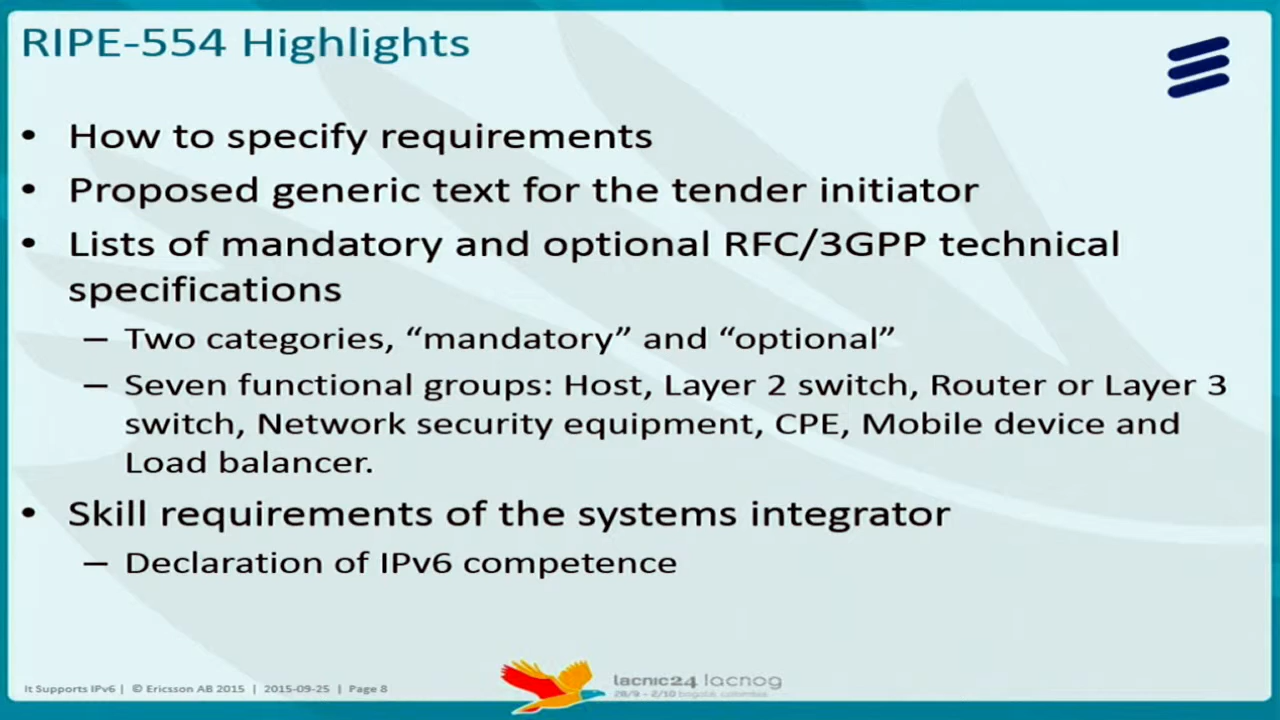 RIPE-554 Highlights
• How to specify requirements
• Proposed generic text for the tender initiator
• Lists of mandatory and optional RFC/3GPP technical
specifications
– Two categories, “mandatory” and “optional”
– Seven functional groups: Host, Layer 2 switch, Router or Layer 3
switch, Network security equipment, CPE, Mobile device and
Load balancer.
• Skill requirements of the systems integrator
– Declaration of IPv6 competence
It Supports IPv6 | © Ericsson AB 2015 | 2015-09-25 | Page 8
lacnic24 lacnog
28/9 - 2/10 bogotá, colombia